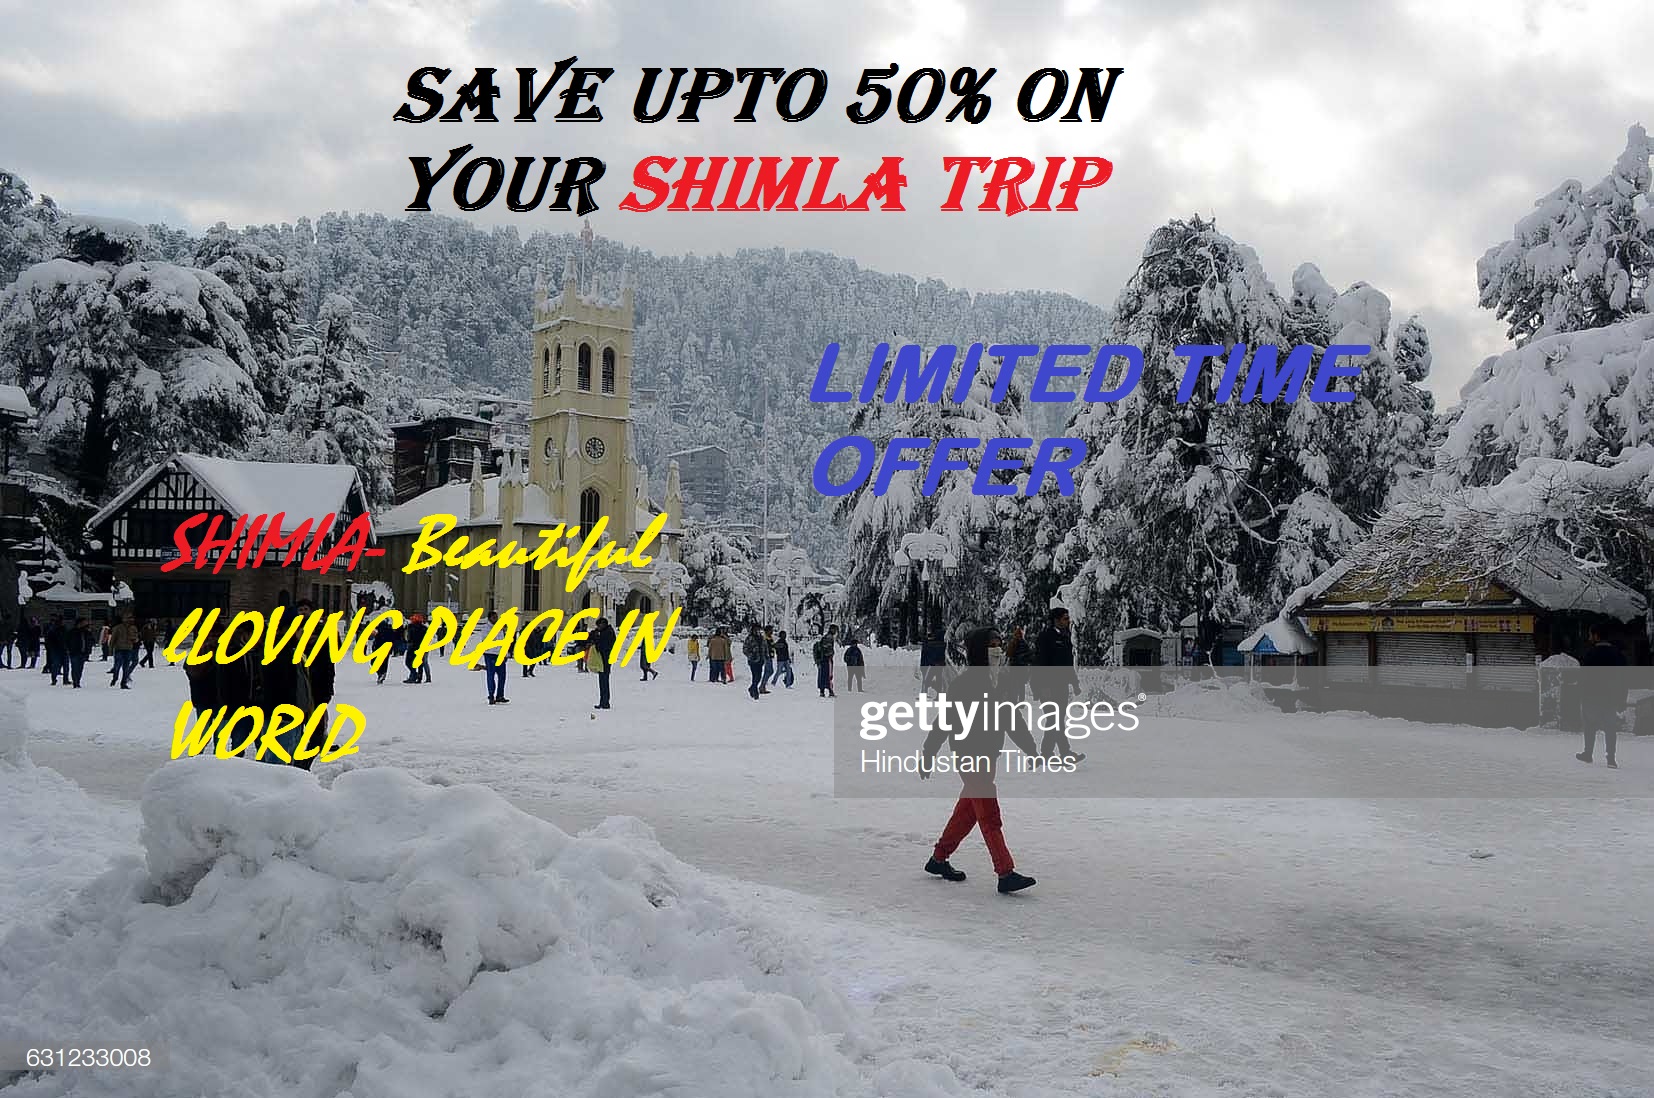 SAVE UPTO 50% ON
YOUR SHIMLA TRIP
LIMITED TIME
OFFER
SHIMLA- Beautiful
lLOVING PLACE IN
WORLD
gettyimages®
Hindustan Times
631233008